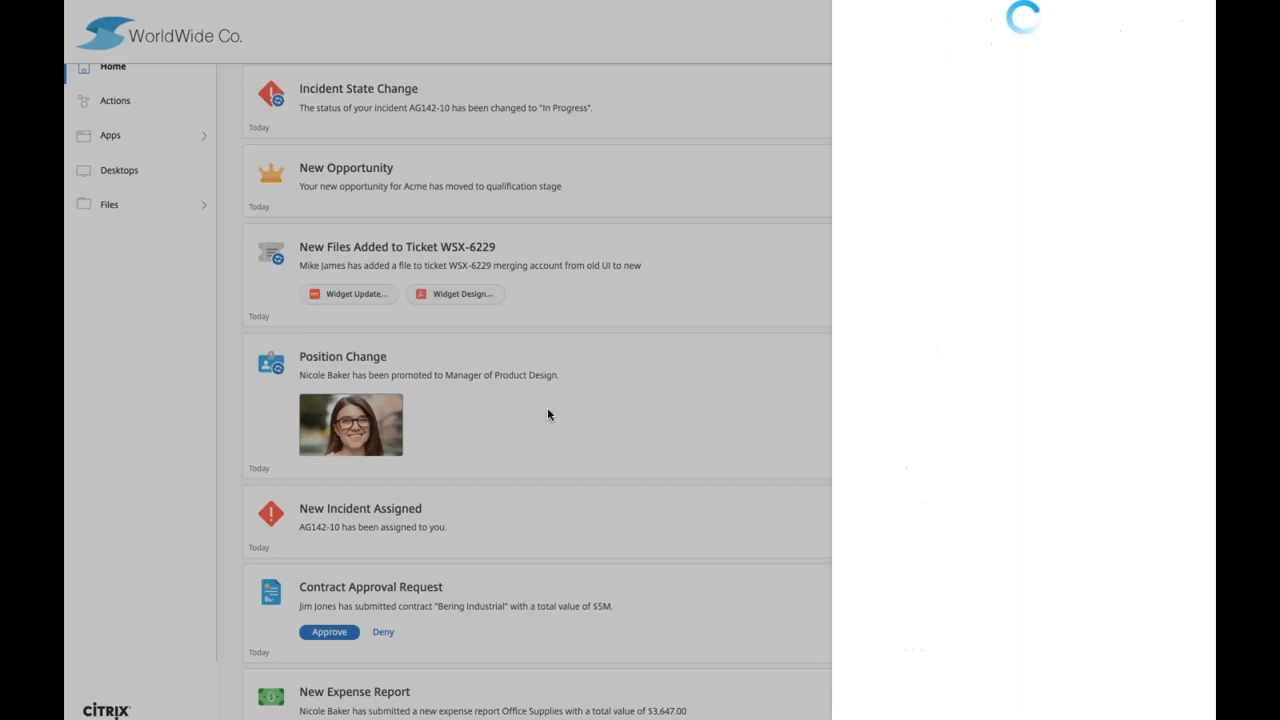 WorldWide Co.
Home
Actions
Apps
Desktops
Files
CİTRIX
Incident State Change
The status of your incident AG142-10 has been changed to "In Progress".
Today
New Opportunity
Your new opportunity for Acme has moved to qualification stage
Today
New Files Added to Ticket WSX-6229
Mike James has added a file to ticket WSX-6229 merging account from old UI to new
Widget Update... Widget Design...
Today
Position Change
Nicole Baker has been promoted to Manager of Product Design.
Today
New Incident Assigned
AG142-10 has been assigned to you.
Today
Contract Approval Request
Jim Jones has submitted contract "Bering Industrial" with a total value of $5M.
Approve Deny
Today
New Expense Report
Nicole Baker has submitted a new expense report Office Supplies with a total value of $3,647.00